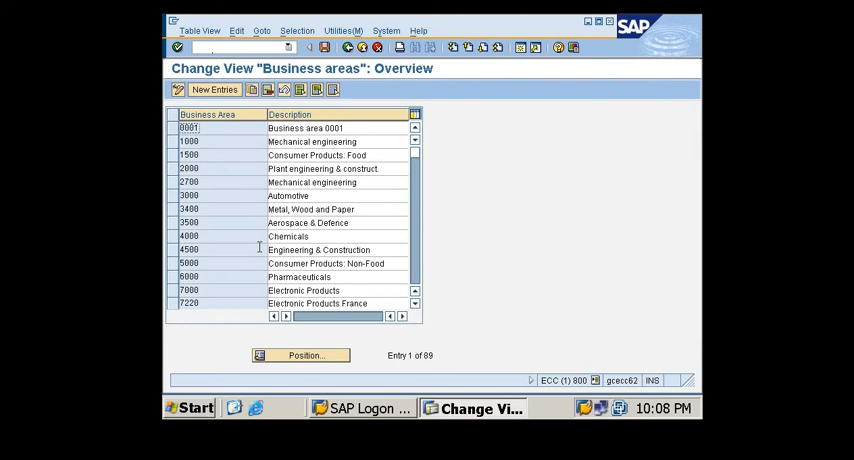 Table View Edit Goto Selection Utilities(M) System Help
SAP
Change View "Business areas": Overview
New Entries
Business Area Description
0001 Business area 0001
1000 Mechanical engineering
1500 Consumer Products: Food
2000 Plant engineering & construct.
2700 Mechanical engineering
3000 Automotive
3400 Metal, Wood and Paper
3500 Aerospace & Defence
4000 Chemicals
4500 Engineering & Construction
5000 Consumer Products: Non-Food
6000 Pharmaceuticals
7000 Electronic Products
7220 Electronic Products France
Position... Entry 1 of 89
ECC (1) 800 gcecc62 INS
Start SAP Logon ... Change Vi... 10:08 PM